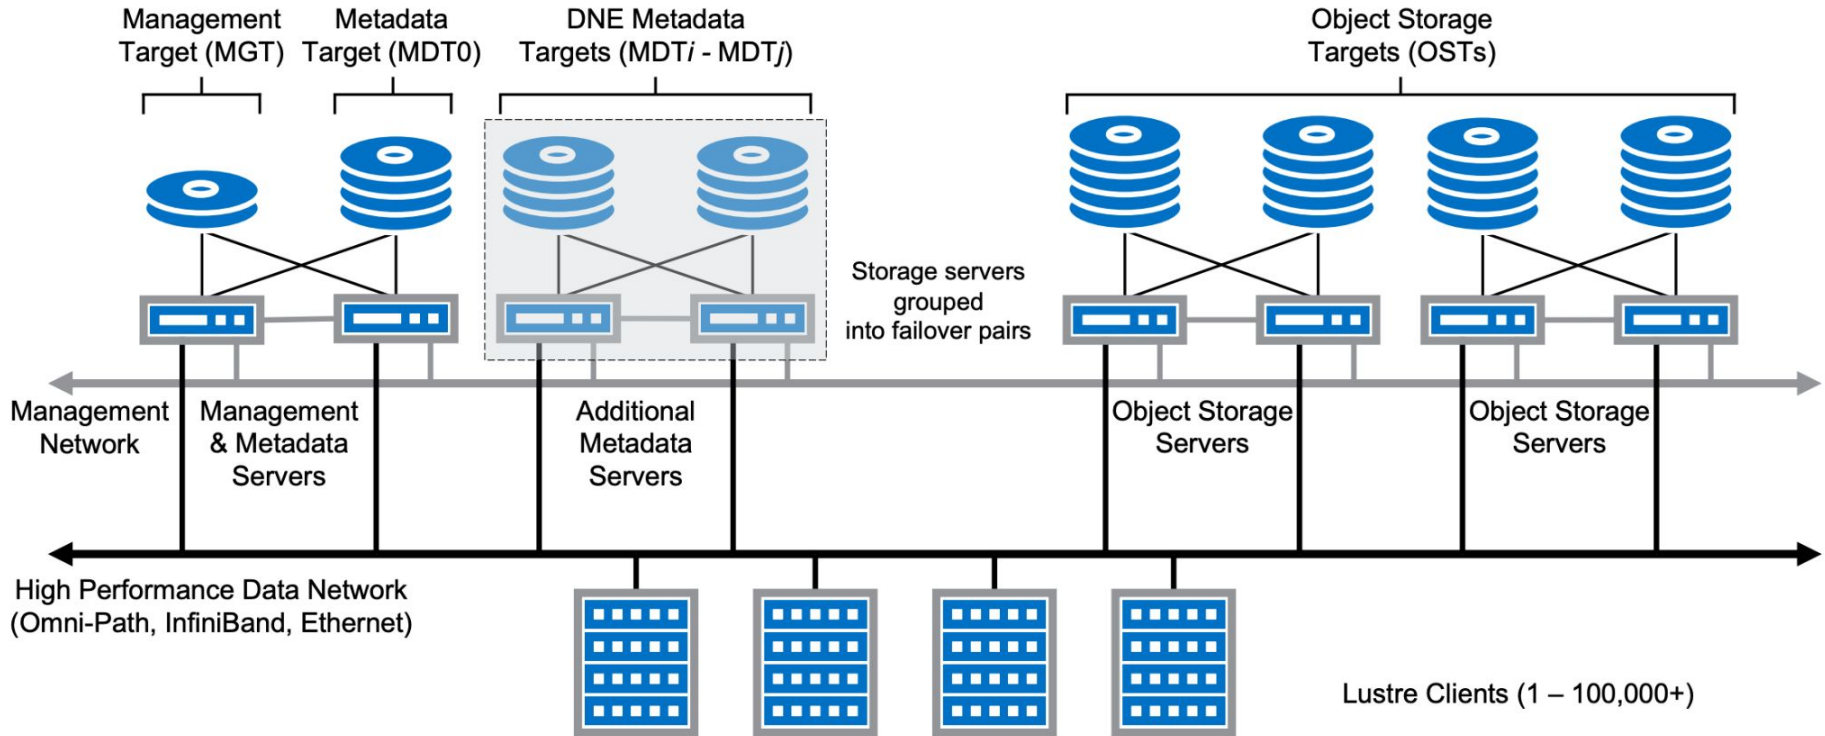 Management
Target (MGT)
Metadata
Target (MDT0)
DNE Metadata
Targets (MDTi - MDTj)
Object Storage
Targets (OSTs)
Storage servers
grouped
into failover pairs
Management
Network
Management
& Metadata
Servers
Additional
Metadata
Servers
Object Storage
Servers
Object Storage
Servers
High Performance Data Network
(Omni-Path, InfiniBand, Ethernet)
Lustre Clients (1 – 100,000+)